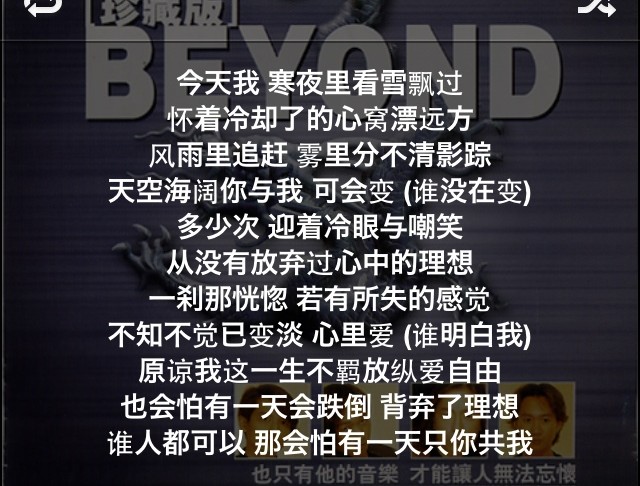 [珍藏版]
BEYOND
今天我 寒夜里看雪飘过
怀着冷却了的心窝漂远方
风雨里追赶 雾里分不清影踪
天空海阔你与我 可会变 (谁没在变)
多少次 迎着冷眼与嘲笑
从没有放弃过心中的理想
一刹那恍惚 若有所失的感觉
不知不觉已变淡 心里爱 (谁明白我)
原谅我这一生不羁放纵爱自由
也会怕有一天会跌倒 背弃了理想
谁人都可以 那会怕有一天只你共我
也只有他的音樂 才能讓人無法忘懷